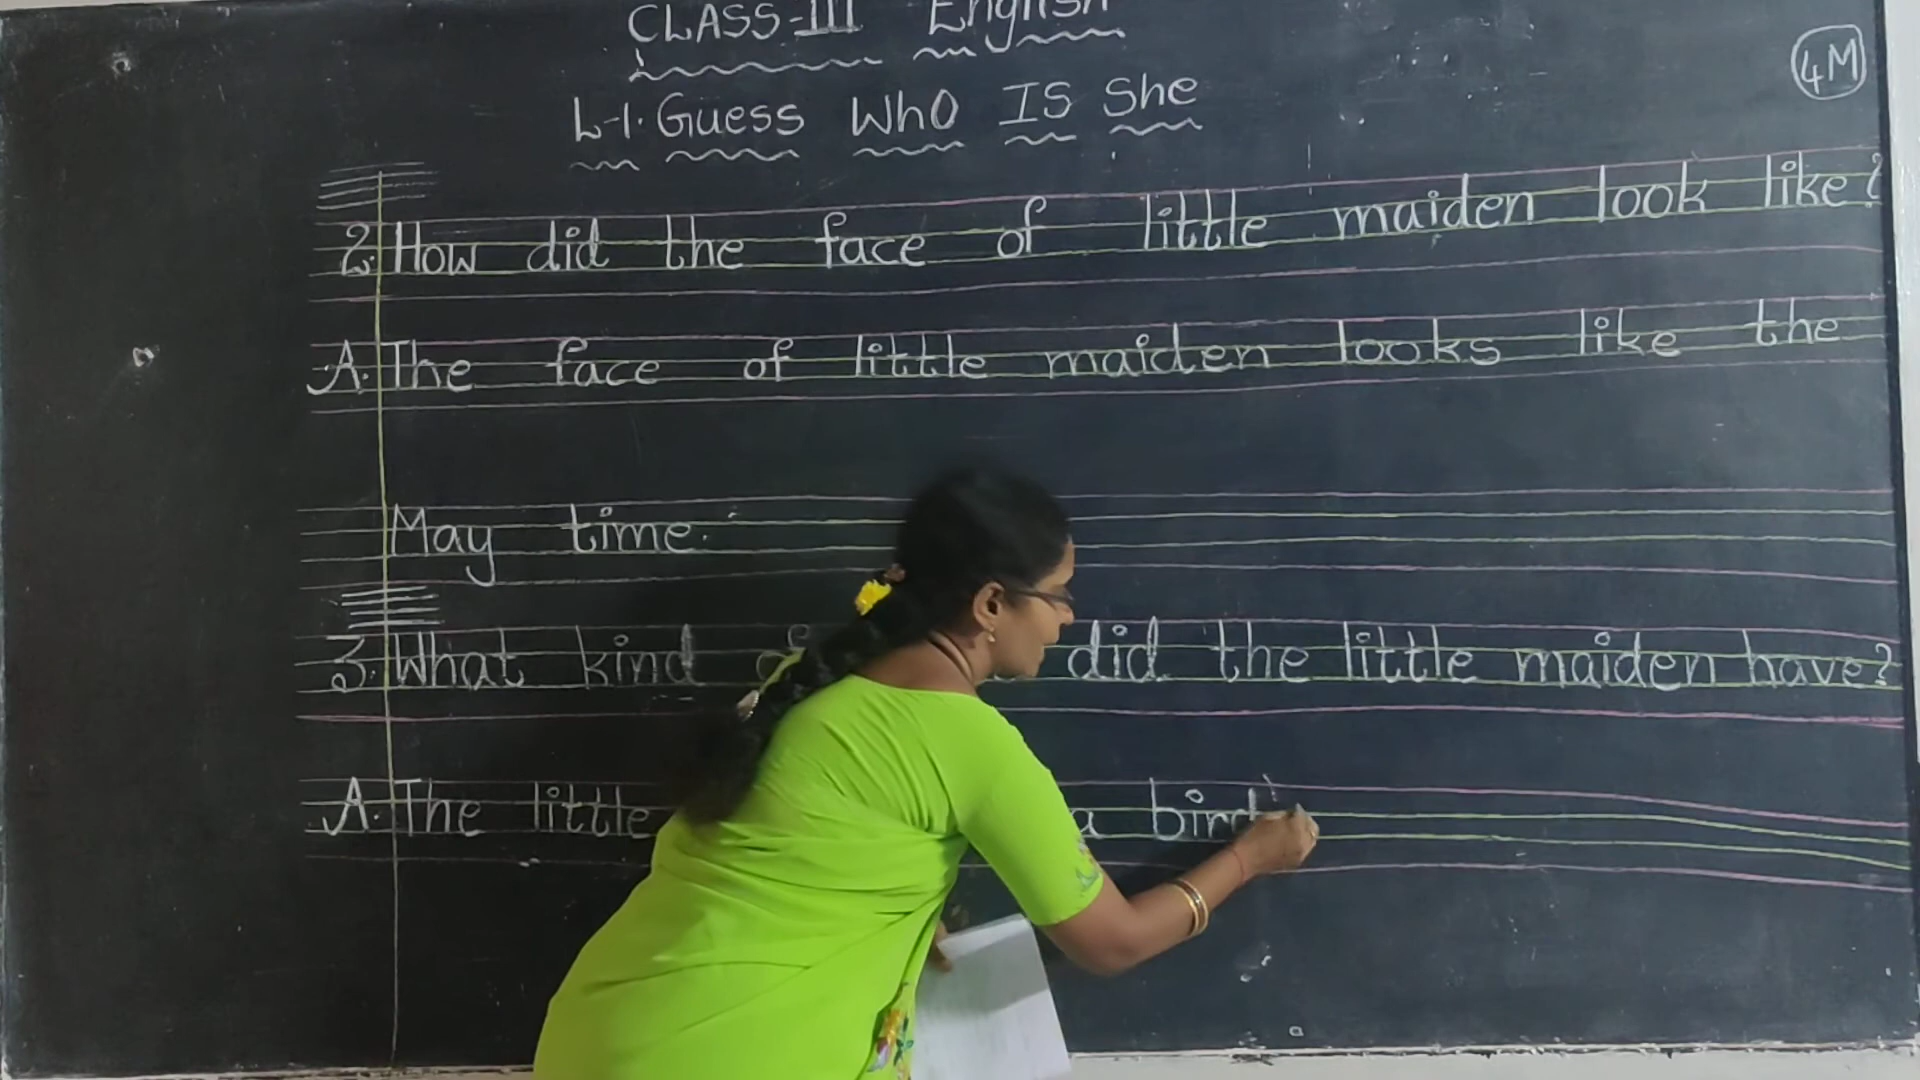 CLASS-III English
4M
L-1. Guess Who IS She
2. How did the face of little maiden look like?
A. The face of little maiden looks like the
May time.
3. What kind did the little maiden have?
A. The little a bird